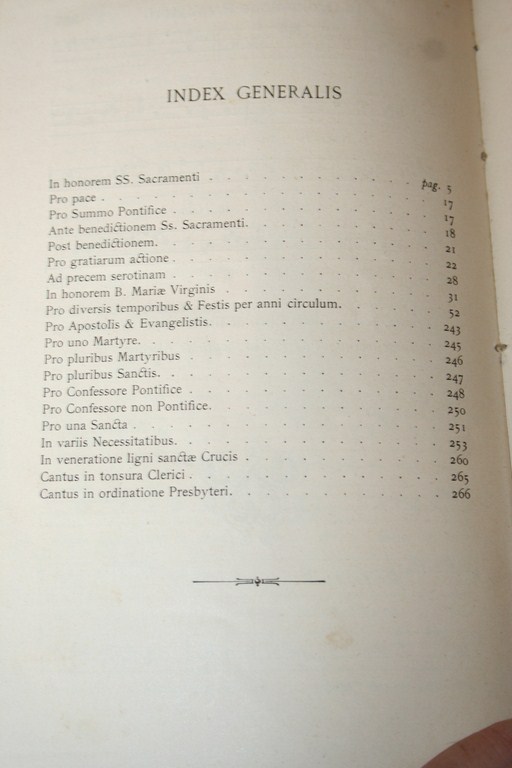 INDEX GENERALIS
In honorem SS. Sacramenti . . . . . . . . . . pag. 5
Pro pace . . . . . . . . . . . . . . . . 17
Pro Summo Pontifice . . . . . . . . . . . . 17
Ante benedictionem Ss. Sacramenti. . . . . . . . . 18
Post benedictionem. . . . . . . . . . . . . 21
Pro gratiarum actione . . . . . . . . . . . . 22
Ad precem serotinam . . . . . . . . . . . . 28
In honorem B. Mariæ Virginis . . . . . . . . . . 31
Pro diversis temporibus & Festis per anni circulum. . . . . 52
Pro Apostolis & Evangelistis. . . . . . . . . . . 243
Pro uno Martyre. . . . . . . . . . . . . . 245
Pro pluribus Martyribus . . . . . . . . . . . . 246
Pro pluribus Sanctis. . . . . . . . . . . . . 247
Pro Confessore Pontifice . . . . . . . . . . . 248
Pro Confessore non Pontifice. . . . . . . . . . . 250
Pro una Sancta . . . . . . . . . . . . . . 251
In variis Necessitatibus. . . . . . . . . . . . 253
In veneratione ligni sanctæ Crucis . . . . . . . . . 260
Cantus in tonsura Clerici . . . . . . . . . . . . 265
Cantus in ordinatione Presbyteri. . . . . . . . . . 266